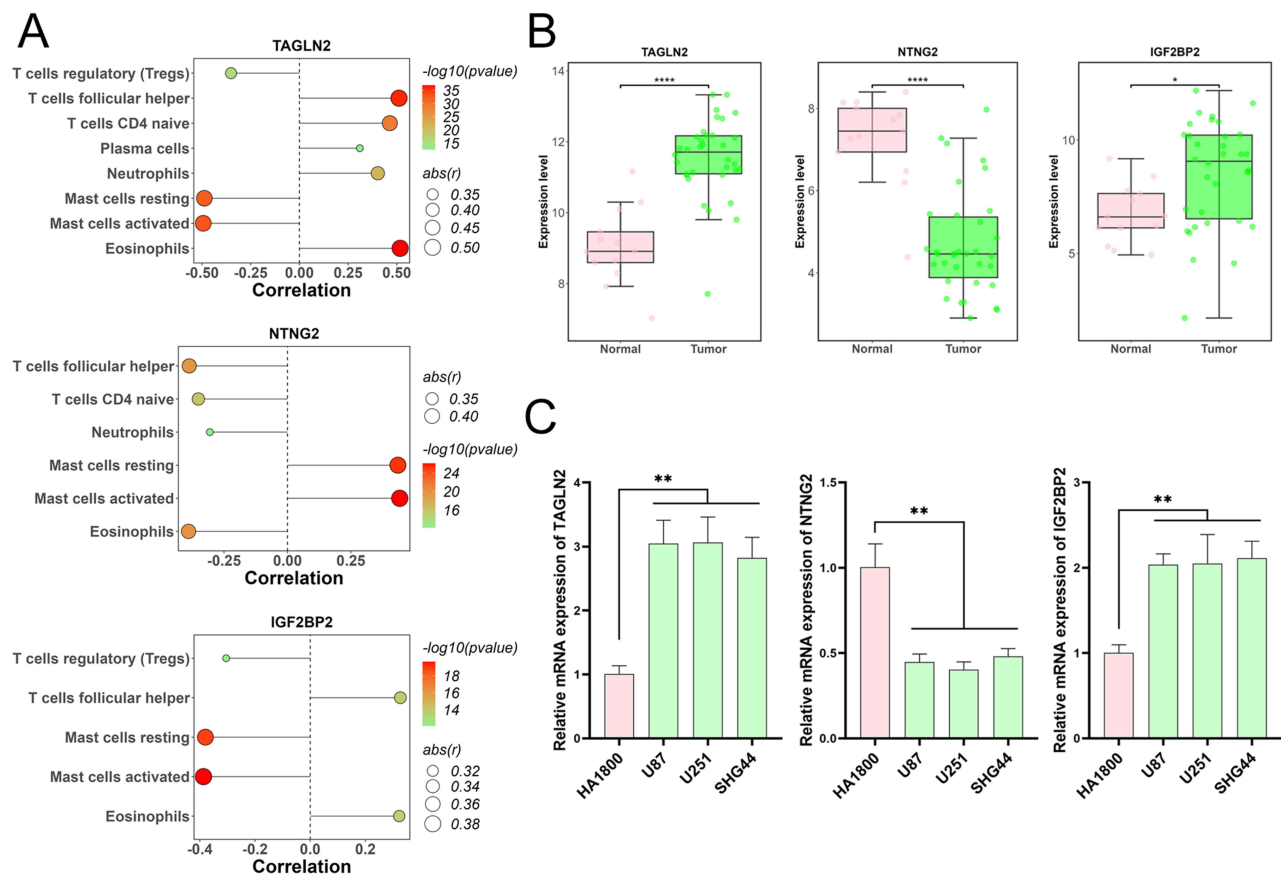 A
TAGLN2
T cells regulatory (Tregs)
T cells follicular helper
T cells CD4 naive
Plasma cells
Neutrophils
Mast cells resting
Mast cells activated
Eosinophils
-0.50 -0.25 0.00 0.25 0.50
Correlation
-log10(pvalue)
35
30
25
20
15
abs(r)
0.35
0.40
0.45
0.50
NTNG2
T cells follicular helper
T cells CD4 naive
Neutrophils
Mast cells resting
Mast cells activated
Eosinophils
-0.25 0.00 0.25
Correlation
abs(r)
0.35
0.40
-log10(pvalue)
24
20
16
IGF2BP2
T cells regulatory (Tregs)
T cells follicular helper
Mast cells resting
Mast cells activated
Eosinophils
-0.4 -0.2 0.0 0.2
Correlation
-log10(pvalue)
18
16
14
abs(r)
0.32
0.34
0.36
0.38
B
TAGLN2
****
Expression level
14
12
10
8
Normal Tumor
NTNG2
****
Expression level
8
6
4
Normal Tumor
IGF2BP2
*
Expression level
10
5
Normal Tumor
C
Relative mRNA expression of TAGLN2
**
4
3
2
1
0
HA1800 U87 U251 SHG44
Relative mRNA expression of NTNG2
**
1.5
1.0
0.5
0.0
HA1800 U87 U251 SHG44
Relative mRNA expression of IGF2BP2
**
3
2
1
0
HA1800 U87 U251 SHG44